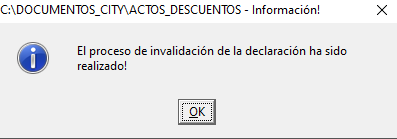 C:\DOCUMENTOS_CITY\ACTOS_DESCUENTOS - Información!
El proceso de invalidación de la declaración ha sido
realizado!
OK